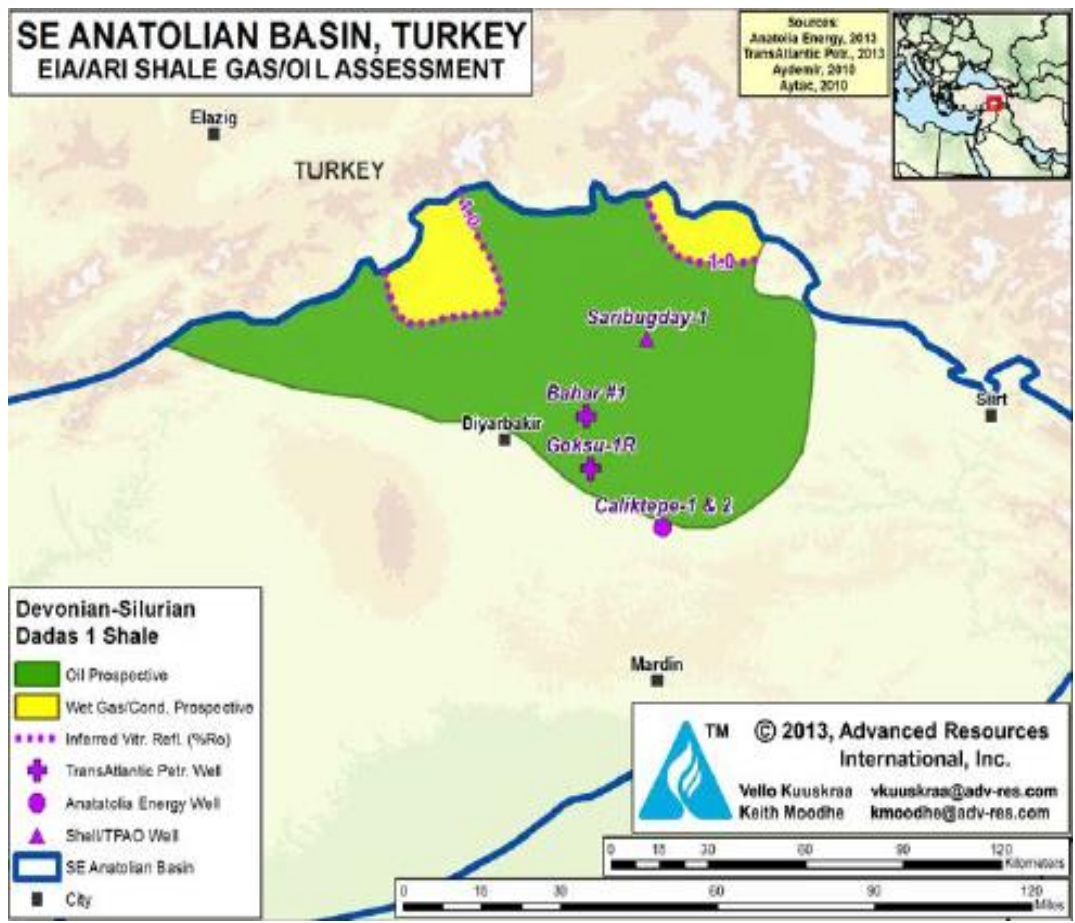 SE ANATOLIAN BASIN, TURKEY
EIA/ARI SHALE GAS/OIL ASSESSMENT
Sources:
Anatolia Energy, 2013
TransAtlantic Petr., 2013
Aydemir, 2010
Aytac, 2010
Elazig
TURKEY
1.0
1.0
Saribugday-1
Bahar #1
Diyarbakir
Goksu-1R
Siirt
Caliktepe-1 & 2
Mardin
Devonian-Silurian
Dadas 1 Shale
Oil Prospective
Wet Gas/Cond. Prospective
Inferred Vitr. Refl. (%Ro)
TransAtlantic Petr. Well
Anatatolia Energy Well
Shell/TPAO Well
SE Anatolian Basin
City
TM
© 2013, Advanced Resources
International, Inc.
Vello Kuuskraa vkuuskraa@adv-res.com
Keith Moodhe kmoodhe@adv-res.com
0 15 30 60 90 120
Kilometers
0 15 30 60 90 120
Miles